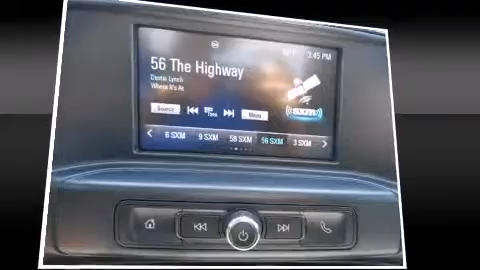 3:45 PM
56 The Highway
Dustin Lynch
Where It's At
Source
More
sxm
6 SXM 9 SXM 58 SXM 56 SXM 3 SXM